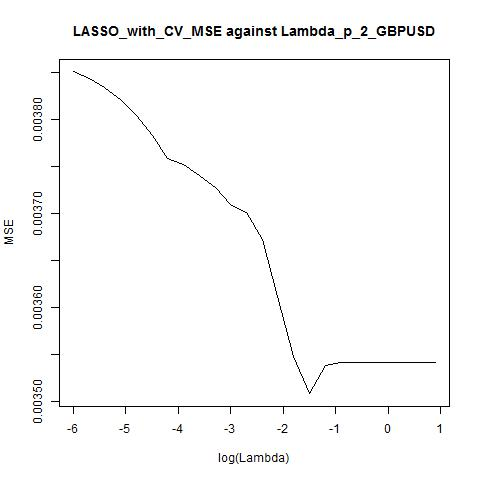 LASSO_with_CV_MSE against Lambda_p_2_GBPUSD
MSE
0.00380
0.00370
0.00360
0.00350
-6 -5 -4 -3 -2 -1 0 1
log(Lambda)